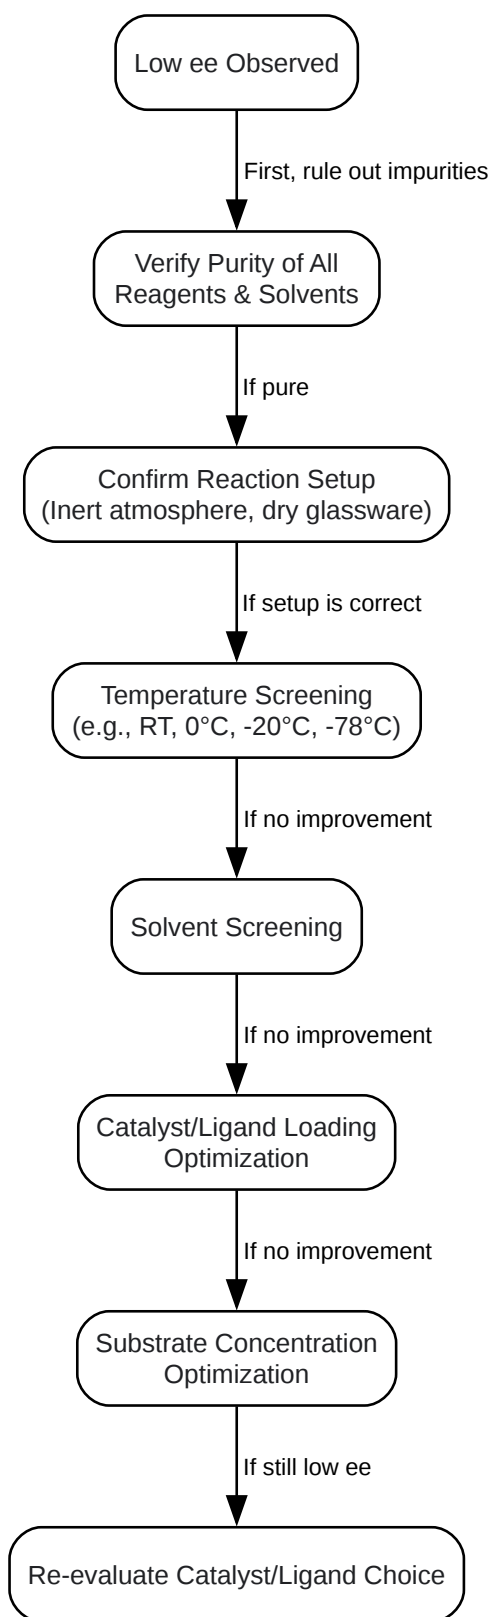 Low ee Observed
First, rule out impurities
Verify Purity of All
Reagents & Solvents
If pure
Confirm Reaction Setup
(Inert atmosphere, dry glassware)
If setup is correct
Temperature Screening
(e.g., RT, 0°C, -20°C, -78°C)
If no improvement
Solvent Screening
If no improvement
Catalyst/Ligand Loading
Optimization
If no improvement
Substrate Concentration
Optimization
If still low ee
Re-evaluate Catalyst/Ligand Choice